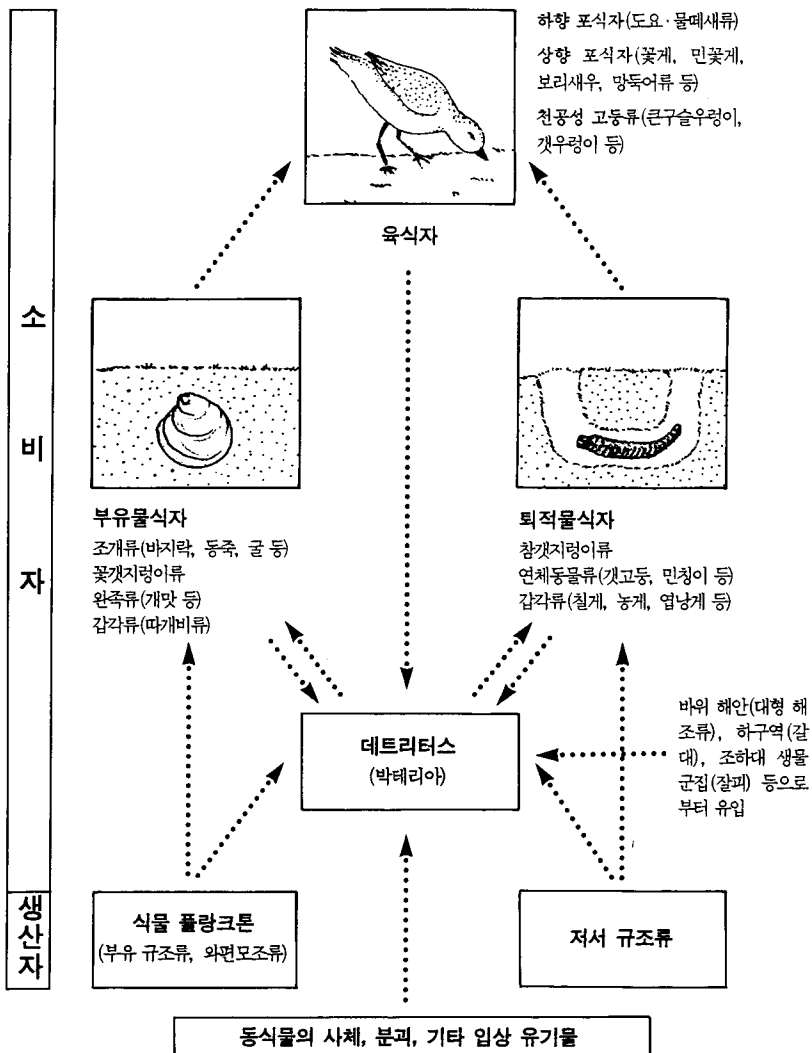 하향 포식자(도요·물떼새류)
상향 포식자(꽃게, 민꽃게,
보리새우, 망둑어류 등)
천공성 고둥류(큰구슬우렁이,
갯우렁이 등)
육식자
소비자
부유물식자
조개류(바지락, 동죽, 굴 등)
꽃갯지렁이류
완족류(개맛 등)
갑각류(따개비류)
퇴적물식자
참갯지렁이류
연체동물류(갯고둥, 민칭이 등)
갑각류(칠게, 농게, 엽낭게 등)
데트리터스
(박테리아)
바위 해안(대형 해
조류), 하구역(갈
대), 조하대 생물
군집(잘피) 등으로
부터 유입
생산자
식물 플랑크톤
(부유 규조류, 와편모조류)
저서 규조류
동식물의 사체, 분괴, 기타 입상 유기물